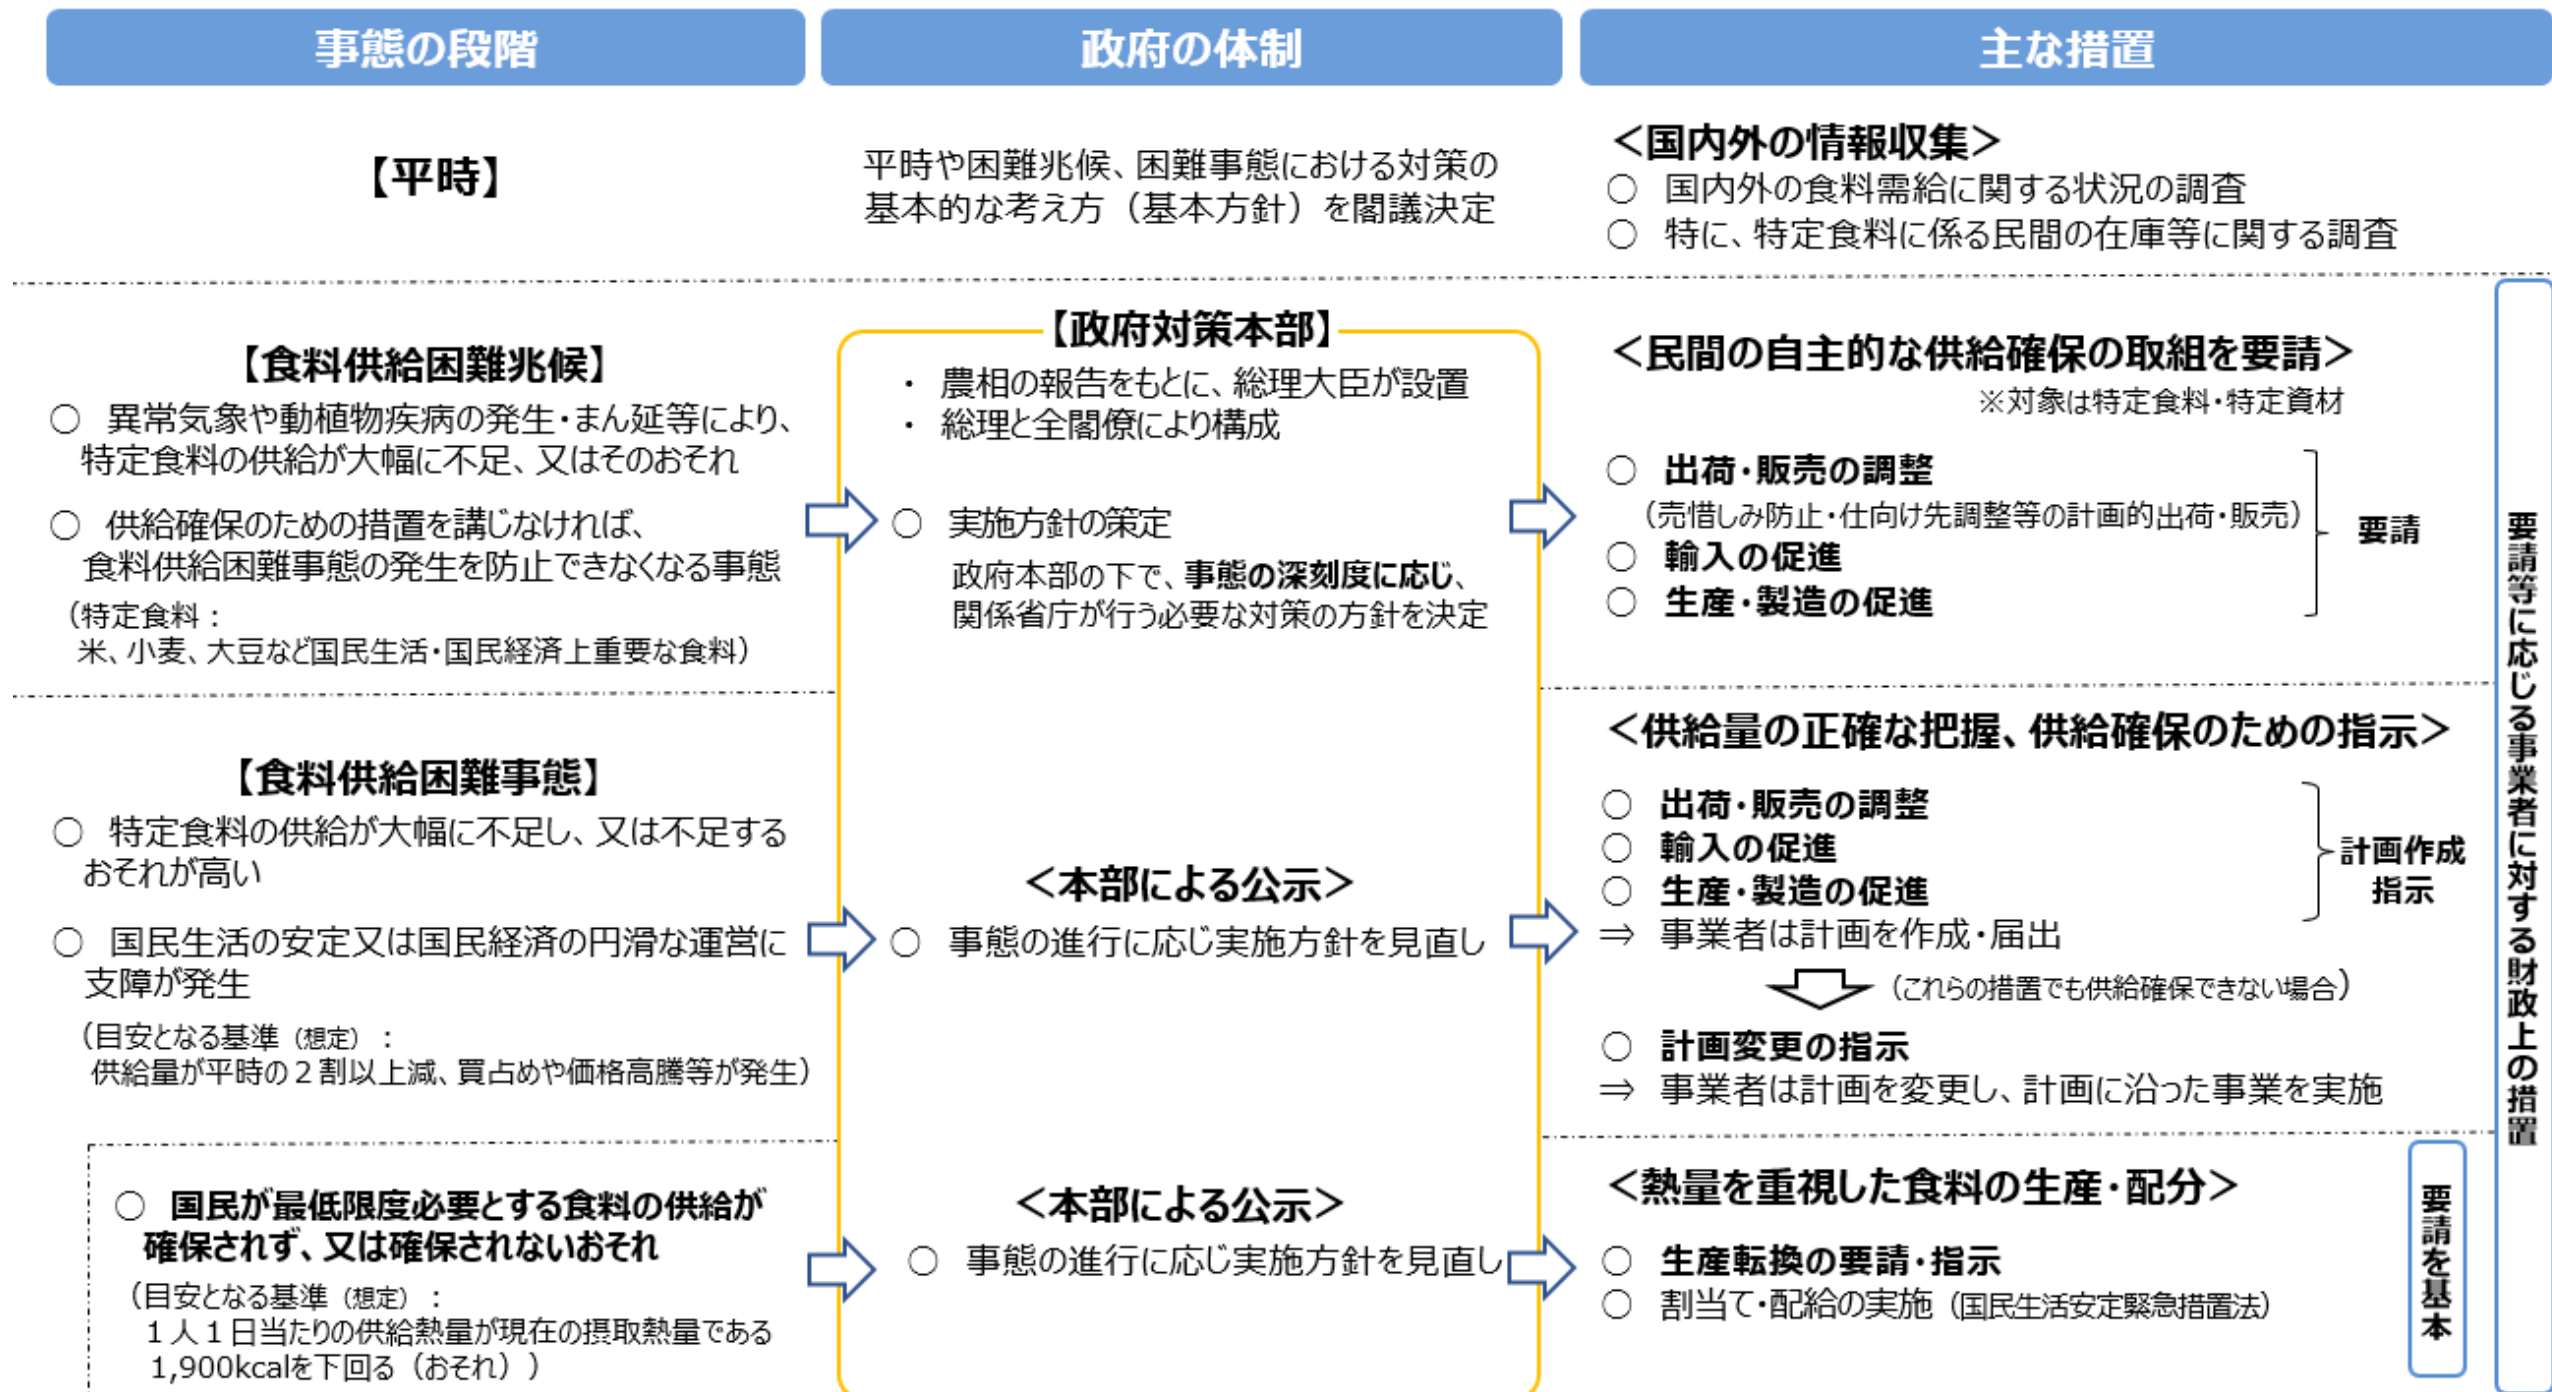 事態の段階
政府の体制
主な措置
【平時】
平時や困難兆候、困難事態における対策の
基本的な考え方（基本方針）を閣議決定
＜国内外の情報収集＞
○ 国内外の食料需給に関する状況の調査
○ 特に、特定食料に係る民間の在庫等に関する調査
【食料供給困難兆候】
○ 異常気象や動植物疾病の発生・まん延等により、
特定食料の供給が大幅に不足、又はそのおそれ
○ 供給確保のための措置を講じなければ、
食料供給困難事態の発生を防止できなくなる事態
（特定食料：
米、小麦、大豆など国民生活・国民経済上重要な食料）
【政府対策本部】
・ 農相の報告をもとに、総理大臣が設置
・ 総理と全閣僚により構成
○ 実施方針の策定
政府本部の下で、事態の深刻度に応じ、
関係省庁が行う必要な対策の方針を決定
＜民間の自主的な供給確保の取組を要請＞
※対象は特定食料・特定資材
○ 出荷・販売の調整
（売惜しみ防止・仕向け先調整等の計画的出荷・販売）
○ 輸入の促進
○ 生産・製造の促進
要請
【食料供給困難事態】
○ 特定食料の供給が大幅に不足し、又は不足する
おそれが高い
○ 国民生活の安定又は国民経済の円滑な運営に
支障が発生
（目安となる基準（想定）：
供給量が平時の２割以上減、買占めや価格高騰等が発生）
＜本部による公示＞
○ 事態の進行に応じ実施方針を見直し
＜供給量の正確な把握、供給確保のための指示＞
○ 出荷・販売の調整
○ 輸入の促進
○ 生産・製造の促進
計画作成
指示
⇒ 事業者は計画を作成・届出
（これらの措置でも供給確保できない場合）
○ 計画変更の指示
⇒ 事業者は計画を変更し、計画に沿った事業を実施
○ 国民が最低限度必要とする食料の供給が
確保されず、又は確保されないおそれ
（目安となる基準（想定）：
１人１日当たりの供給熱量が現在の摂取熱量である
1,900kcalを下回る（おそれ））
＜本部による公示＞
○ 事態の進行に応じ実施方針を見直し
＜熱量を重視した食料の生産・配分＞
○ 生産転換の要請・指示
○ 割当て・配給の実施（国民生活安定緊急措置法）
要請を基本
要請等に応じる事業者に対する財政上の措置